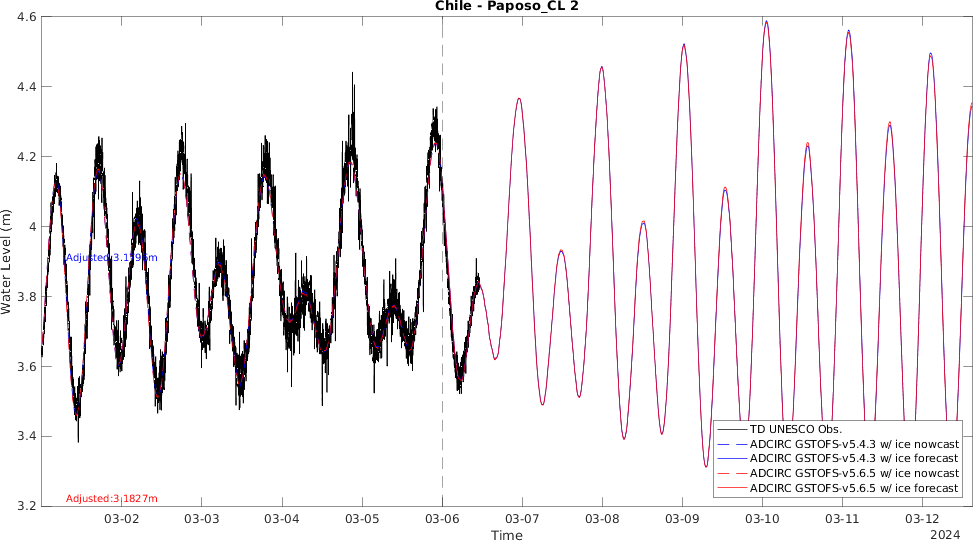 Chile - Paposo_CL 2
4.6
4.4
4.2
4
3.8
3.6
3.4
3.2
Water Level (m)
Adjusted:
Adjusted:3.1827m
TD UNESCO Obs.
ADCIRC GSTOFS-v5.4.3 w/ ice nowcast
ADCIRC GSTOFS-v5.4.3 w/ ice forecast
ADCIRC GSTOFS-v5.6.5 w/ ice nowcast
ADCIRC GSTOFS-v5.6.5 w/ ice forecast
03-02 03-03 03-04 03-05 03-06 03-07 03-08 03-09 03-10 03-11 03-12
Time
2024